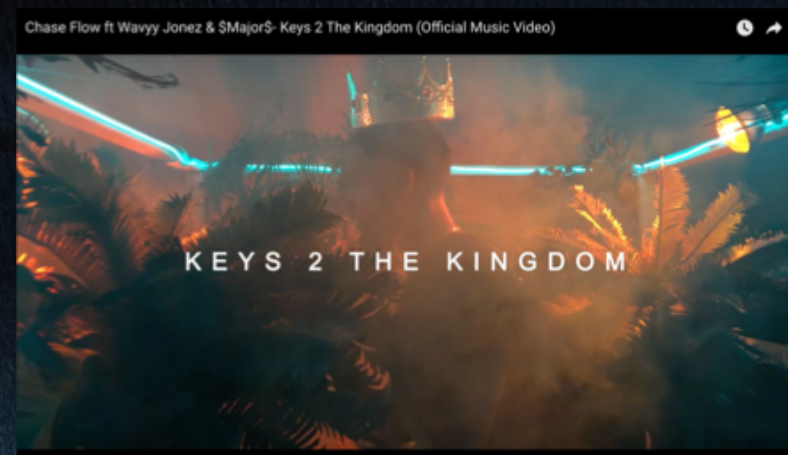 Chase Flow ft Wavyy Jonez & $Major$- Keys 2 The Kingdom (Official Music Video)
KEYS 2 THE KINGDOM